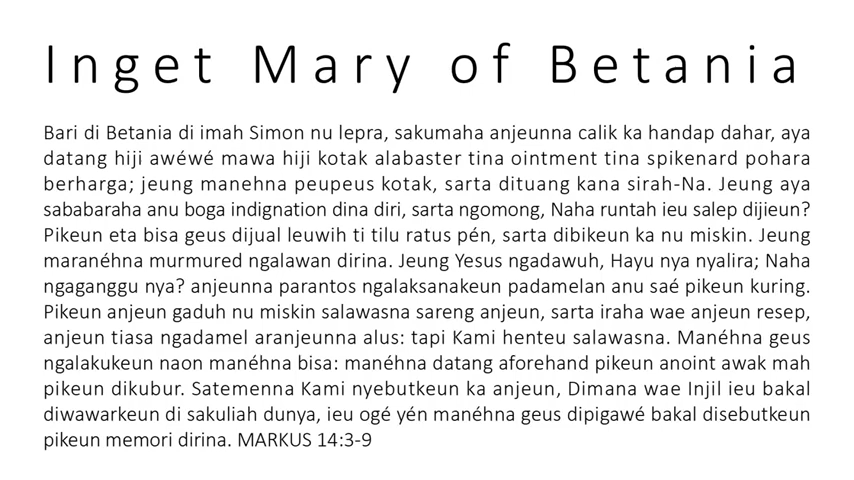 Inget Mary of Betania
Bari di Betania di imah Simon nu lepra, sakumaha anjeunna calik ka handap dahar, aya
datang hiji awéwé mawa hiji kotak alabaster tina ointment tina spikenard pohara
berharga; jeung manehna peupeus kotak, sarta dituang kana sirah-Na. Jeung aya
sababaraha anu boga indignation dina diri, sarta ngomong, Naha runtah ieu salep dijieun?
Pikeun eta bisa geus dijual leuwih ti tilu ratus pén, sarta dibikeun ka nu miskin. Jeung
maranéhna murmured ngalawan dirina. Jeung Yesus ngadawuh, Hayu nya nyalira; Naha
ngaganggu nya? anjeunna parantos ngalaksanakeun padamelan anu saé pikeun kuring.
Pikeun anjeun gaduh nu miskin salawasna sareng anjeun, sarta iraha wae anjeun resep,
anjeun tiasa ngadamel aranjeunna alus: tapi Kami henteu salawasna. Manéhna geus
ngalakukeun naon manéhna bisa: manéhna datang aforehand pikeun anoint awak mah
pikeun dikubur. Satemenna Kami nyebutkeun ka anjeun, Dimana wae Injil ieu bakal
diwawarkeun di sakuliah dunya, ieu ogé yén manéhna geus dipigawé bakal disebutkeun
pikeun memori dirina. MARKUS 14:3-9